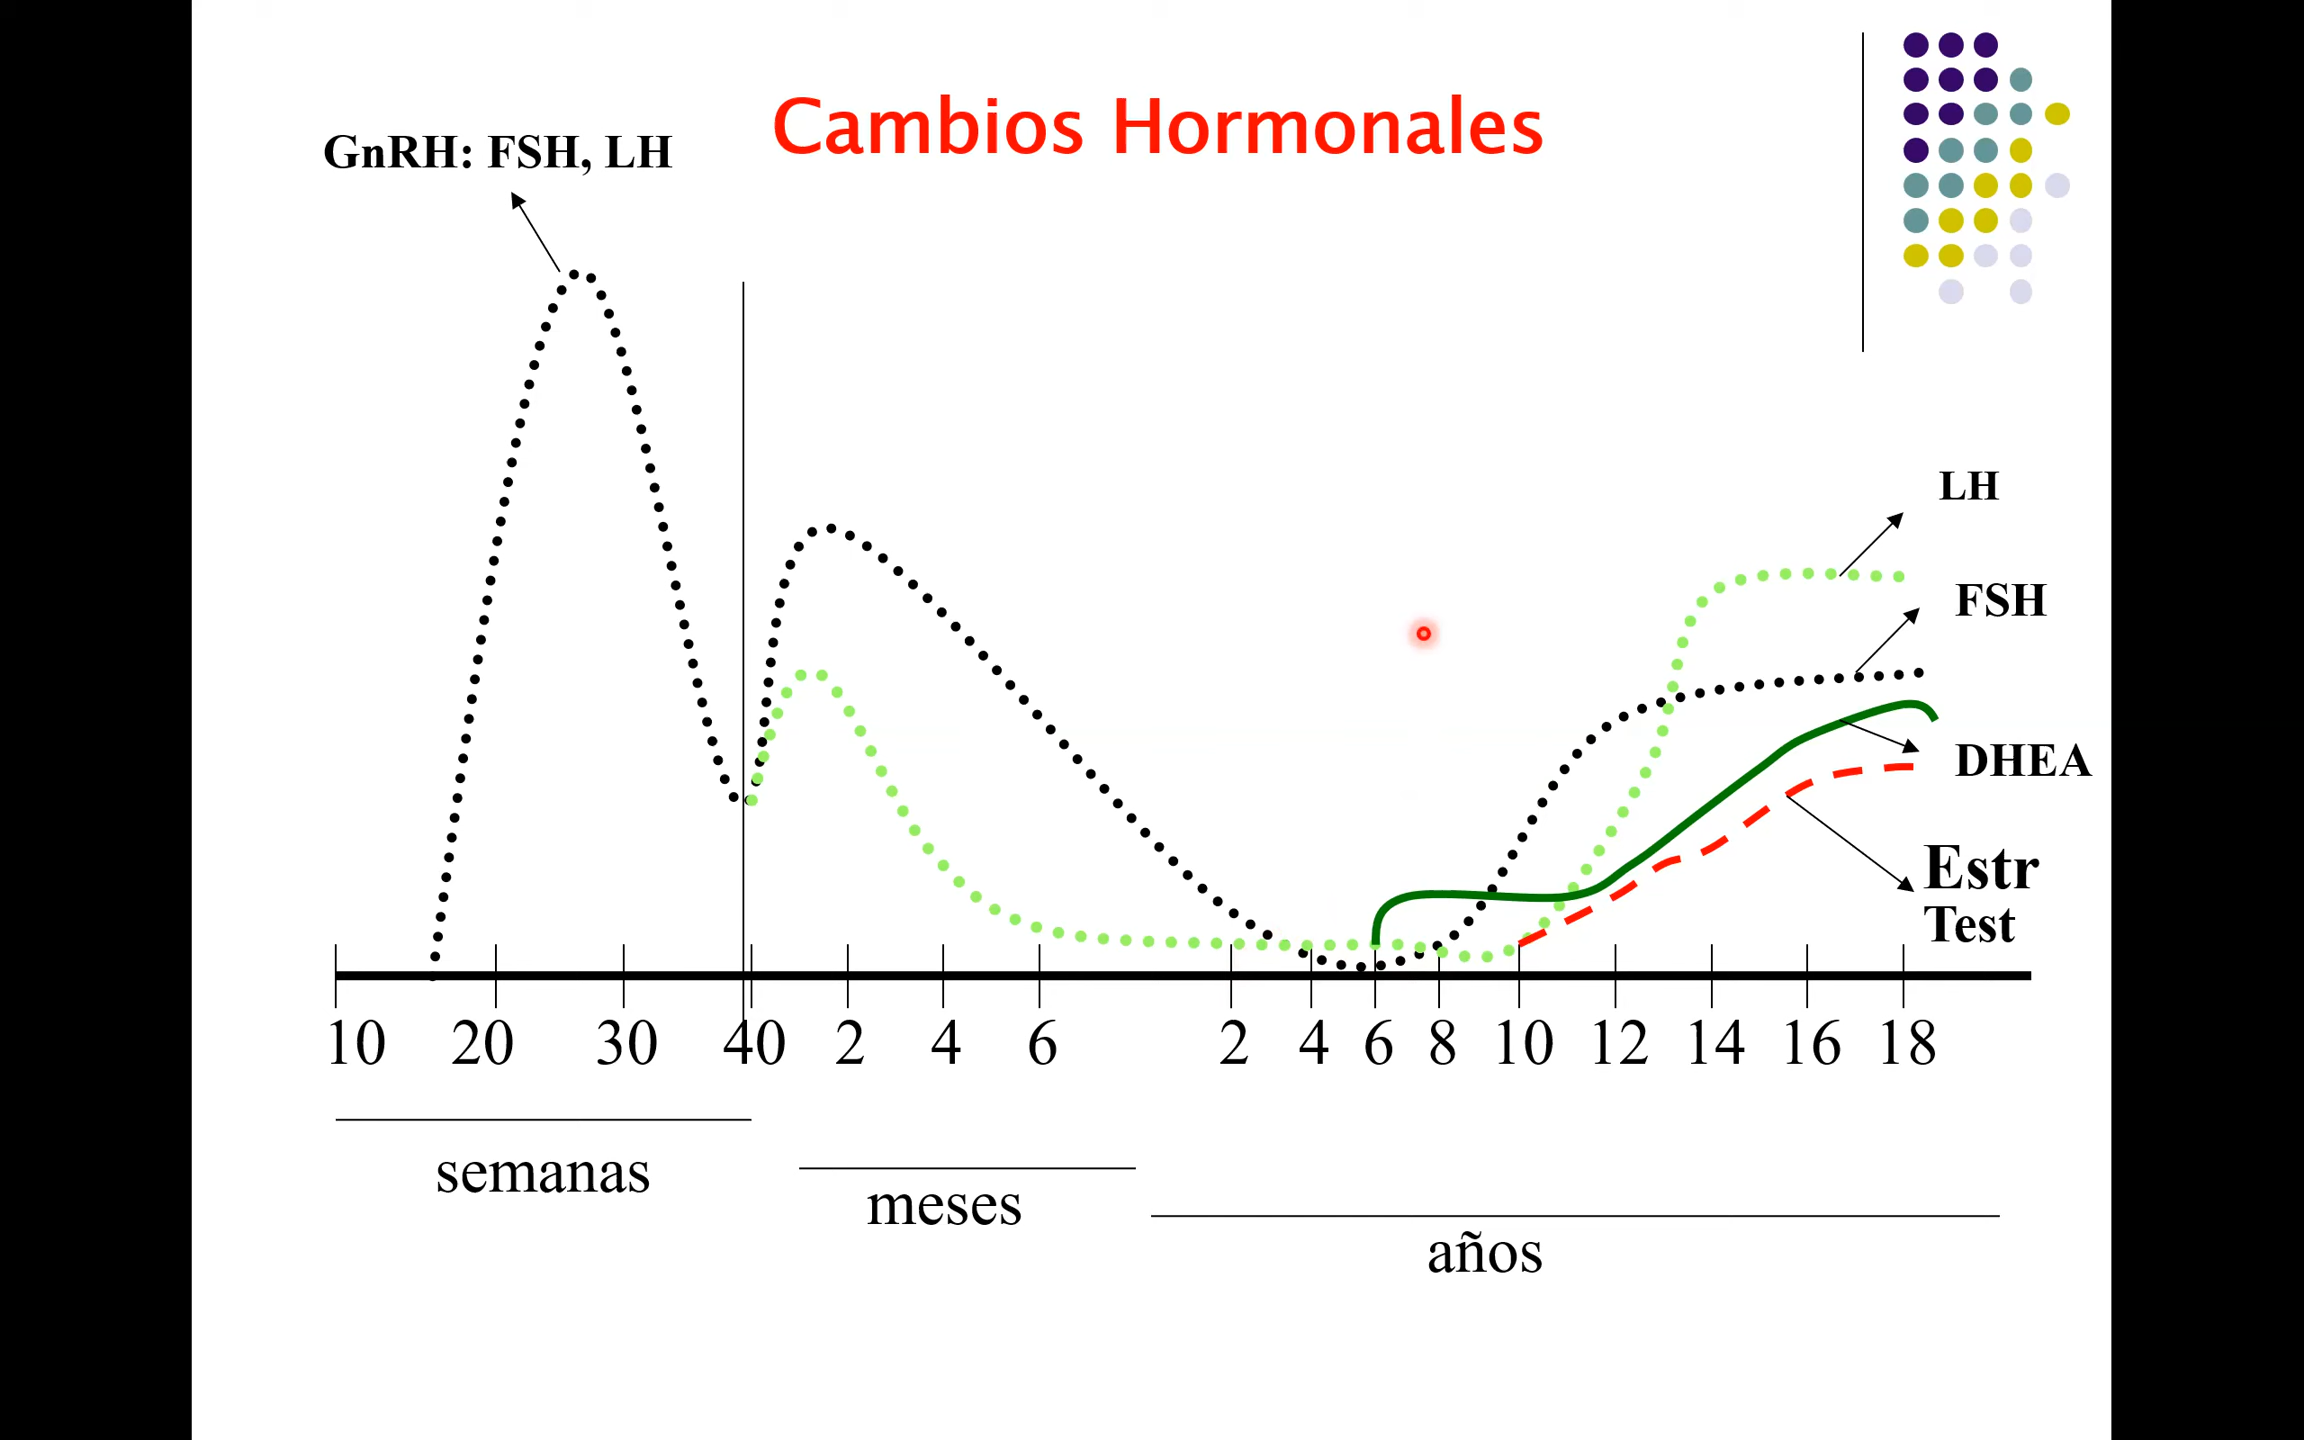 Cambios Hormonales
GnRH: FSH, LH
LH
FSH
DHEA
Estr
Test
10 20 30 40 2 4 6 2 4 6 8 10 12 14 16 18
semanas
meses
años